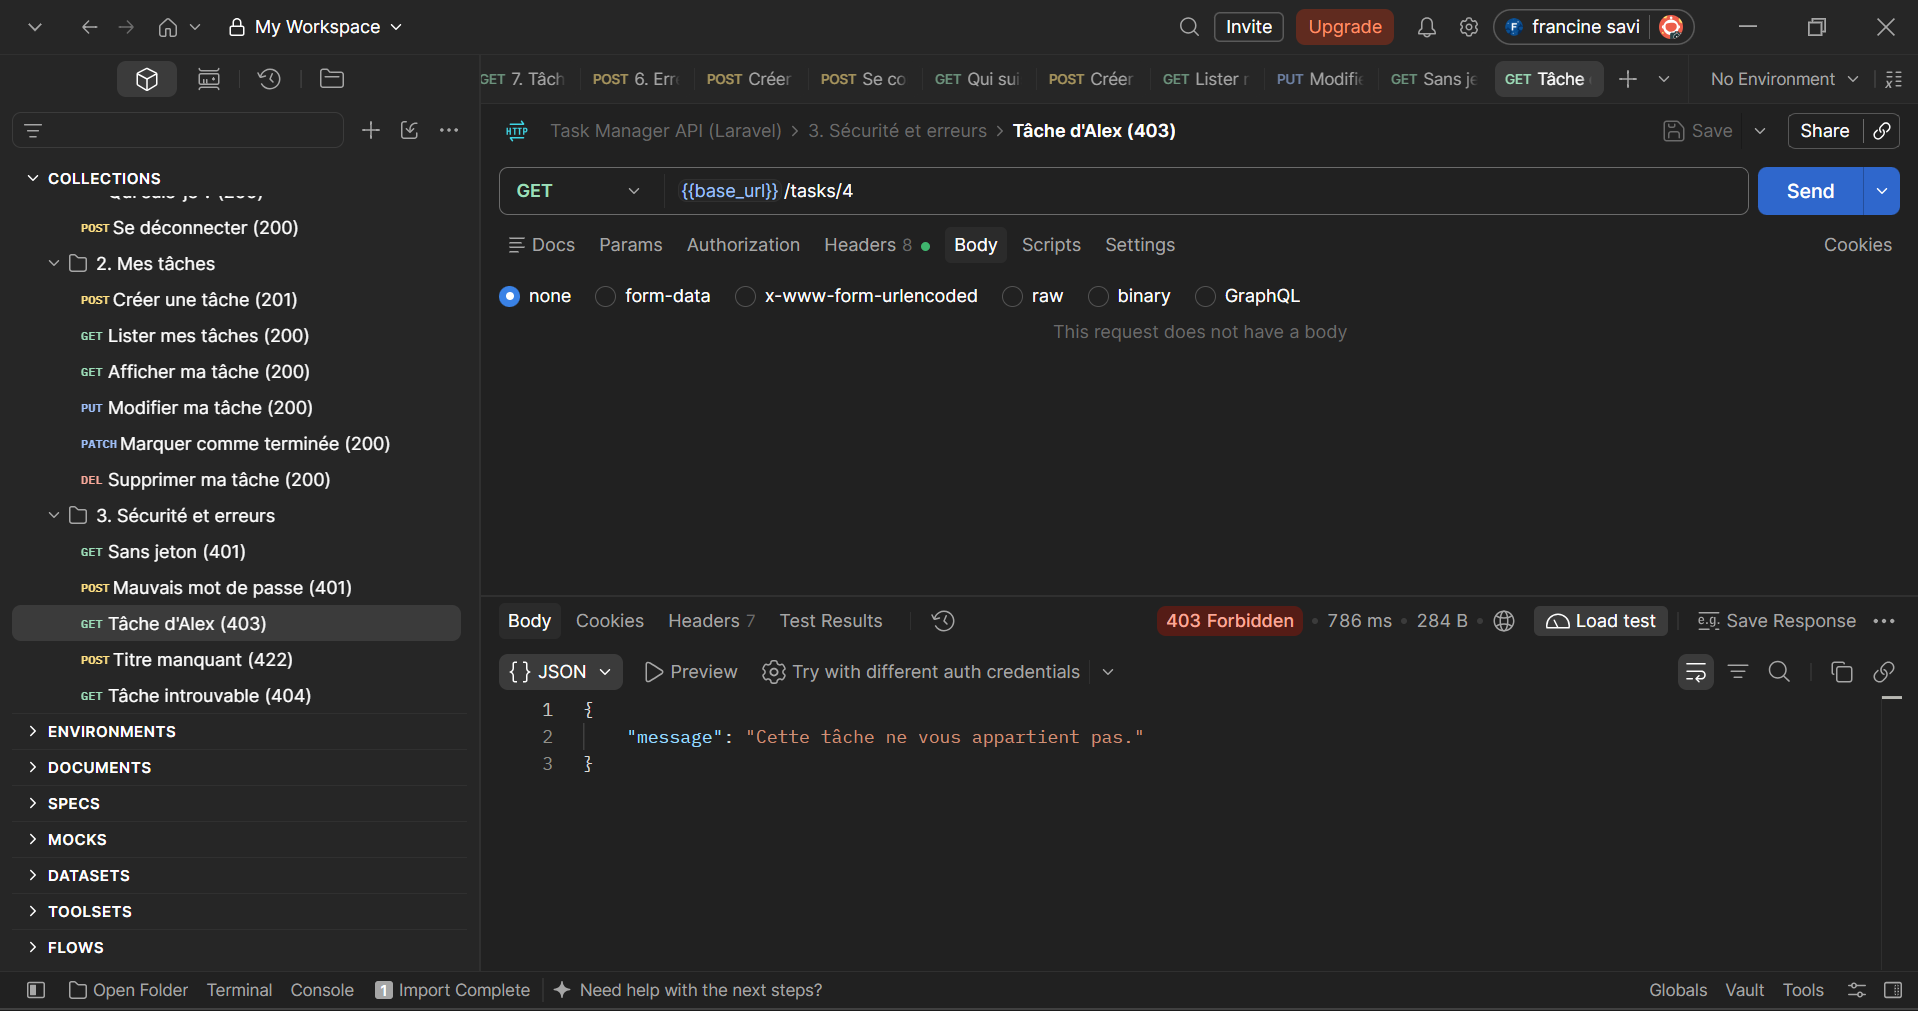 My Workspace
Invite
Upgrade
F francine savi
GET 7. Tâch
POST 6. Err
POST Créer
POST Se co
GET Qui sui
POST Créer
GET Lister
PUT Modifi
GET Sans je
GET Tâche
No Environment
HTTP Task Manager API (Laravel) > 3. Sécurité et erreurs > Tâche d'Alex (403)
Save
Share
COLLECTIONS
POST Se déconnecter (200)
2. Mes tâches
POST Créer une tâche (201)
GET Lister mes tâches (200)
GET Afficher ma tâche (200)
PUT Modifier ma tâche (200)
PATCH Marquer comme terminée (200)
DEL Supprimer ma tâche (200)
3. Sécurité et erreurs
GET Sans jeton (401)
POST Mauvais mot de passe (401)
GET Tâche d'Alex (403)
POST Titre manquant (422)
GET Tâche introuvable (404)
ENVIRONMENTS
DOCUMENTS
SPECS
MOCKS
DATASETS
TOOLSETS
FLOWS
GET {{base_url}} /tasks/4
Send
Docs Params Authorization Headers 8 Body Scripts Settings
Cookies
none form-data x-www-form-urlencoded raw binary GraphQL
This request does not have a body
Body Cookies Headers 7 Test Results
403 Forbidden • 786 ms • 284 B
Load test
e.g. Save Response
{} JSON Preview Try with different auth credentials
1 {
2 "message": "Cette tâche ne vous appartient pas."
3 }
Open Folder Terminal Console 1 Import Complete Need help with the next steps?
Globals Vault Tools